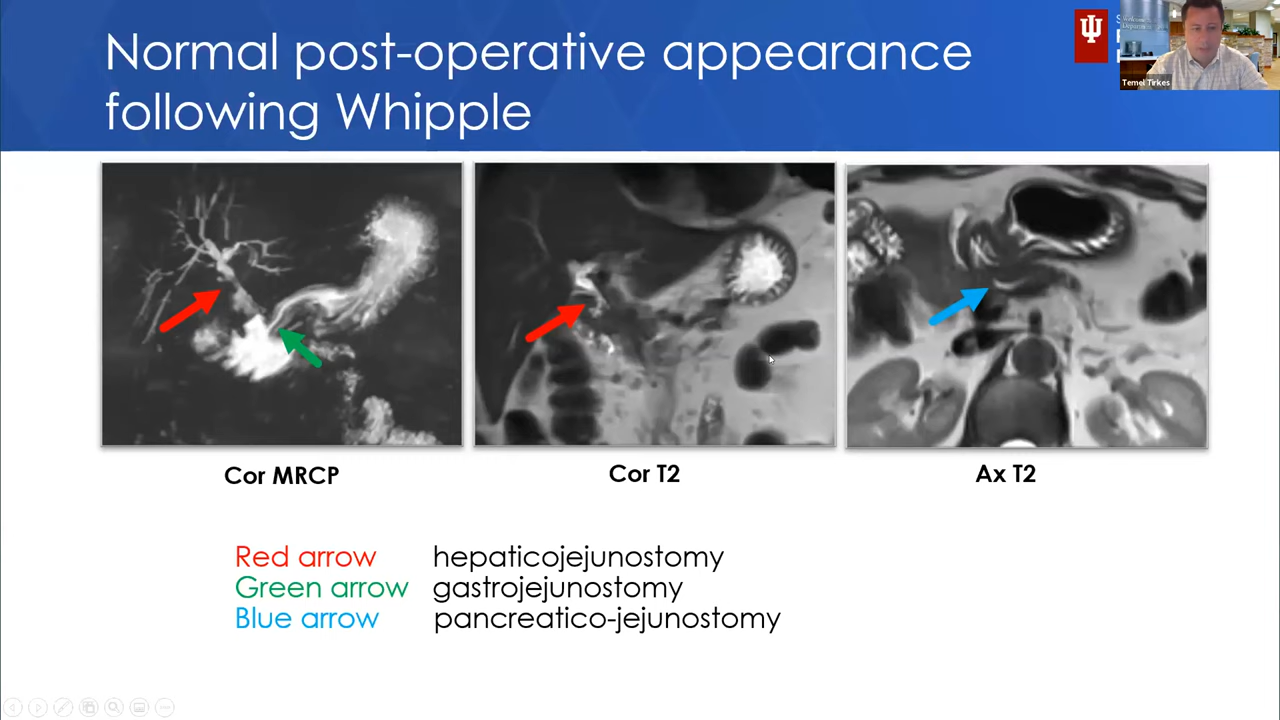 Normal post-operative appearance
following Whipple
Temel Tirkes
Cor MRCP
Cor T2
Ax T2
Red arrow hepaticojejunostomy
Green arrow gastrojejunostomy
Blue arrow pancreatico-jejunostomy